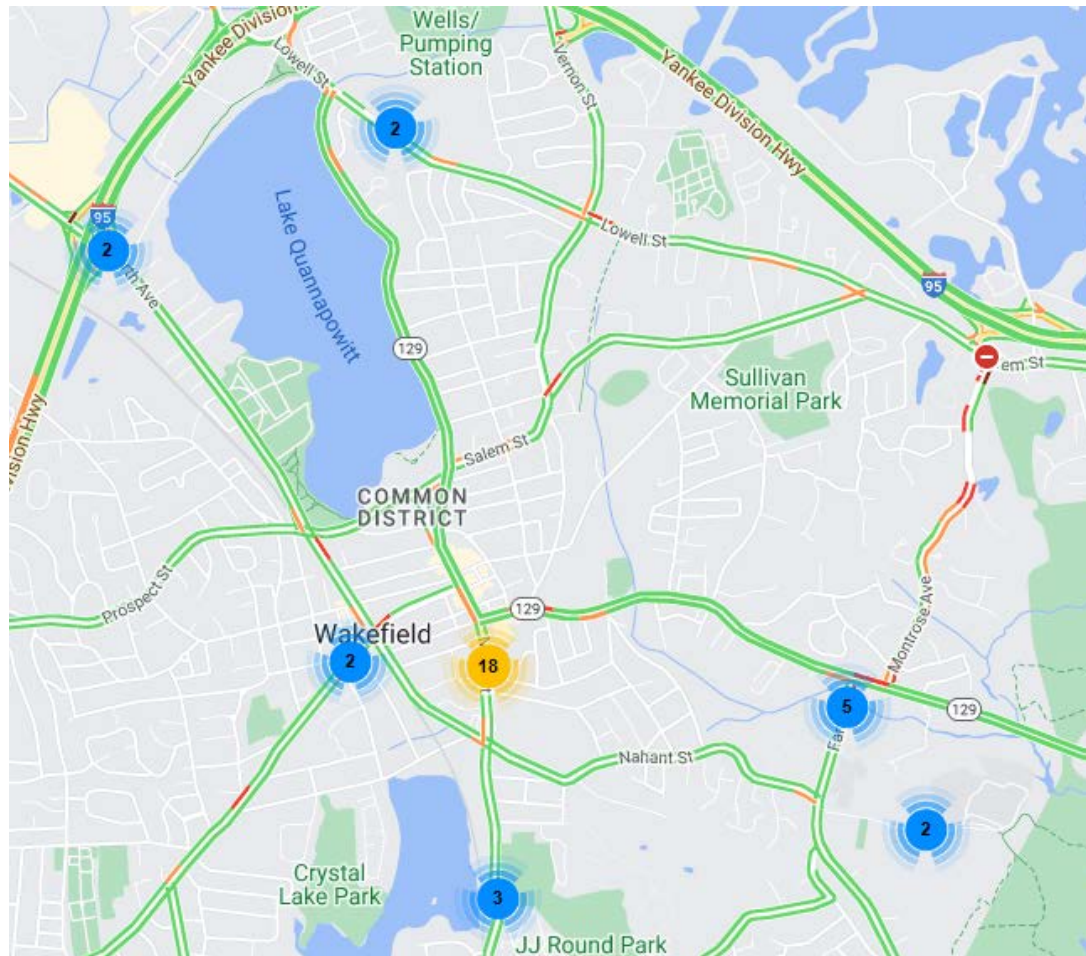 Wells/
Pumping
Station
Yankee Division
Lowell St
Vernon St
Yankee Division Hwy
2
Lake Quannapowitt
95
2
th Ave
Lowell St
95
129
em St
Sullivan
Memorial Park
Hwy
Salem St
COMMON
DISTRICT
Prospect St
129
Wakefield
2
18
Montrose Ave
5
129
Nahant St
2
Crystal
Lake Park
3
JJ Round Park